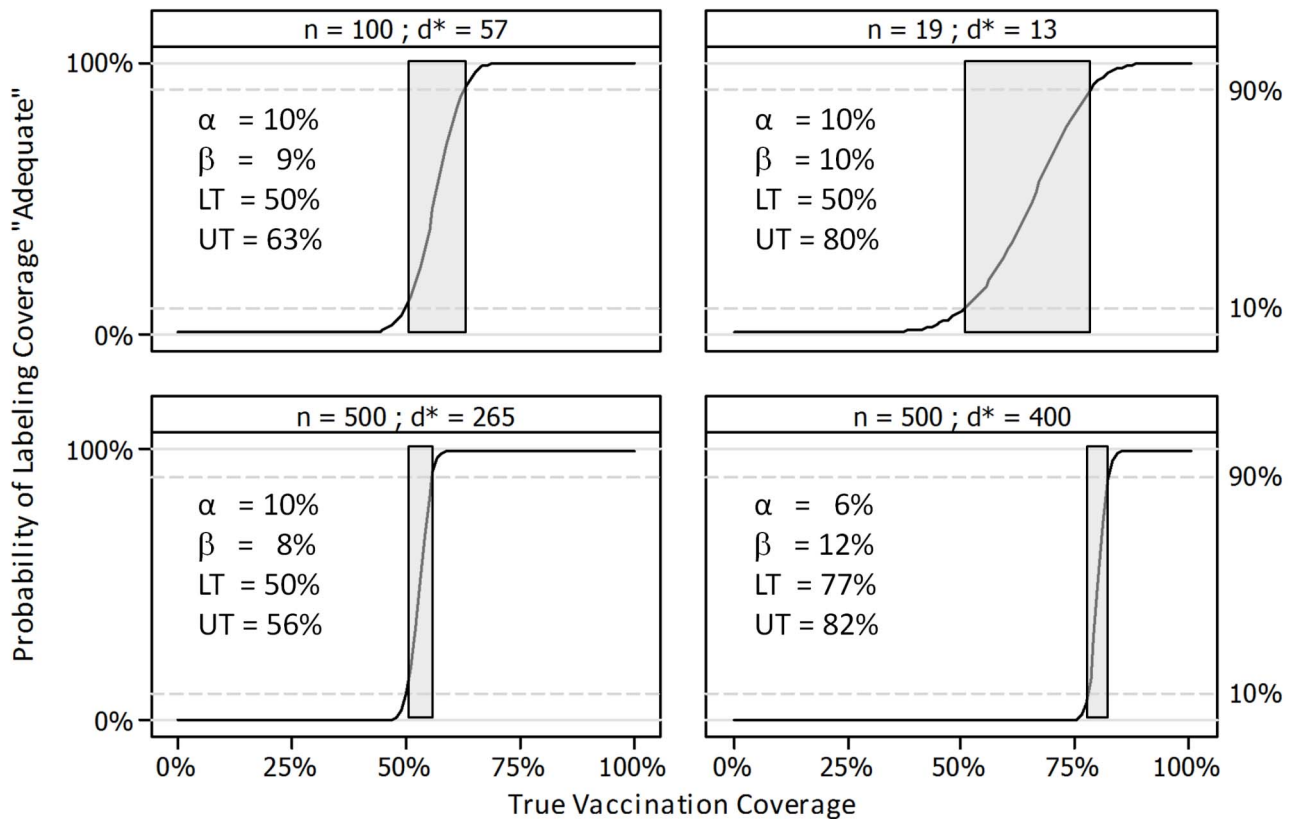 n = 100 ; d* = 57
n = 19 ; d* = 13
100%
90%
α = 10%
β = 9%
LT = 50%
UT = 63%
α = 10%
β = 10%
LT = 50%
UT = 80%
10%
0%
Probability of Labeling Coverage "Adequate"
n = 500 ; d* = 265
n = 500 ; d* = 400
100%
90%
α = 10%
β = 8%
LT = 50%
UT = 56%
α = 6%
β = 12%
LT = 77%
UT = 82%
10%
0%
0% 25% 50% 75% 100%
0% 25% 50% 75% 100%
True Vaccination Coverage